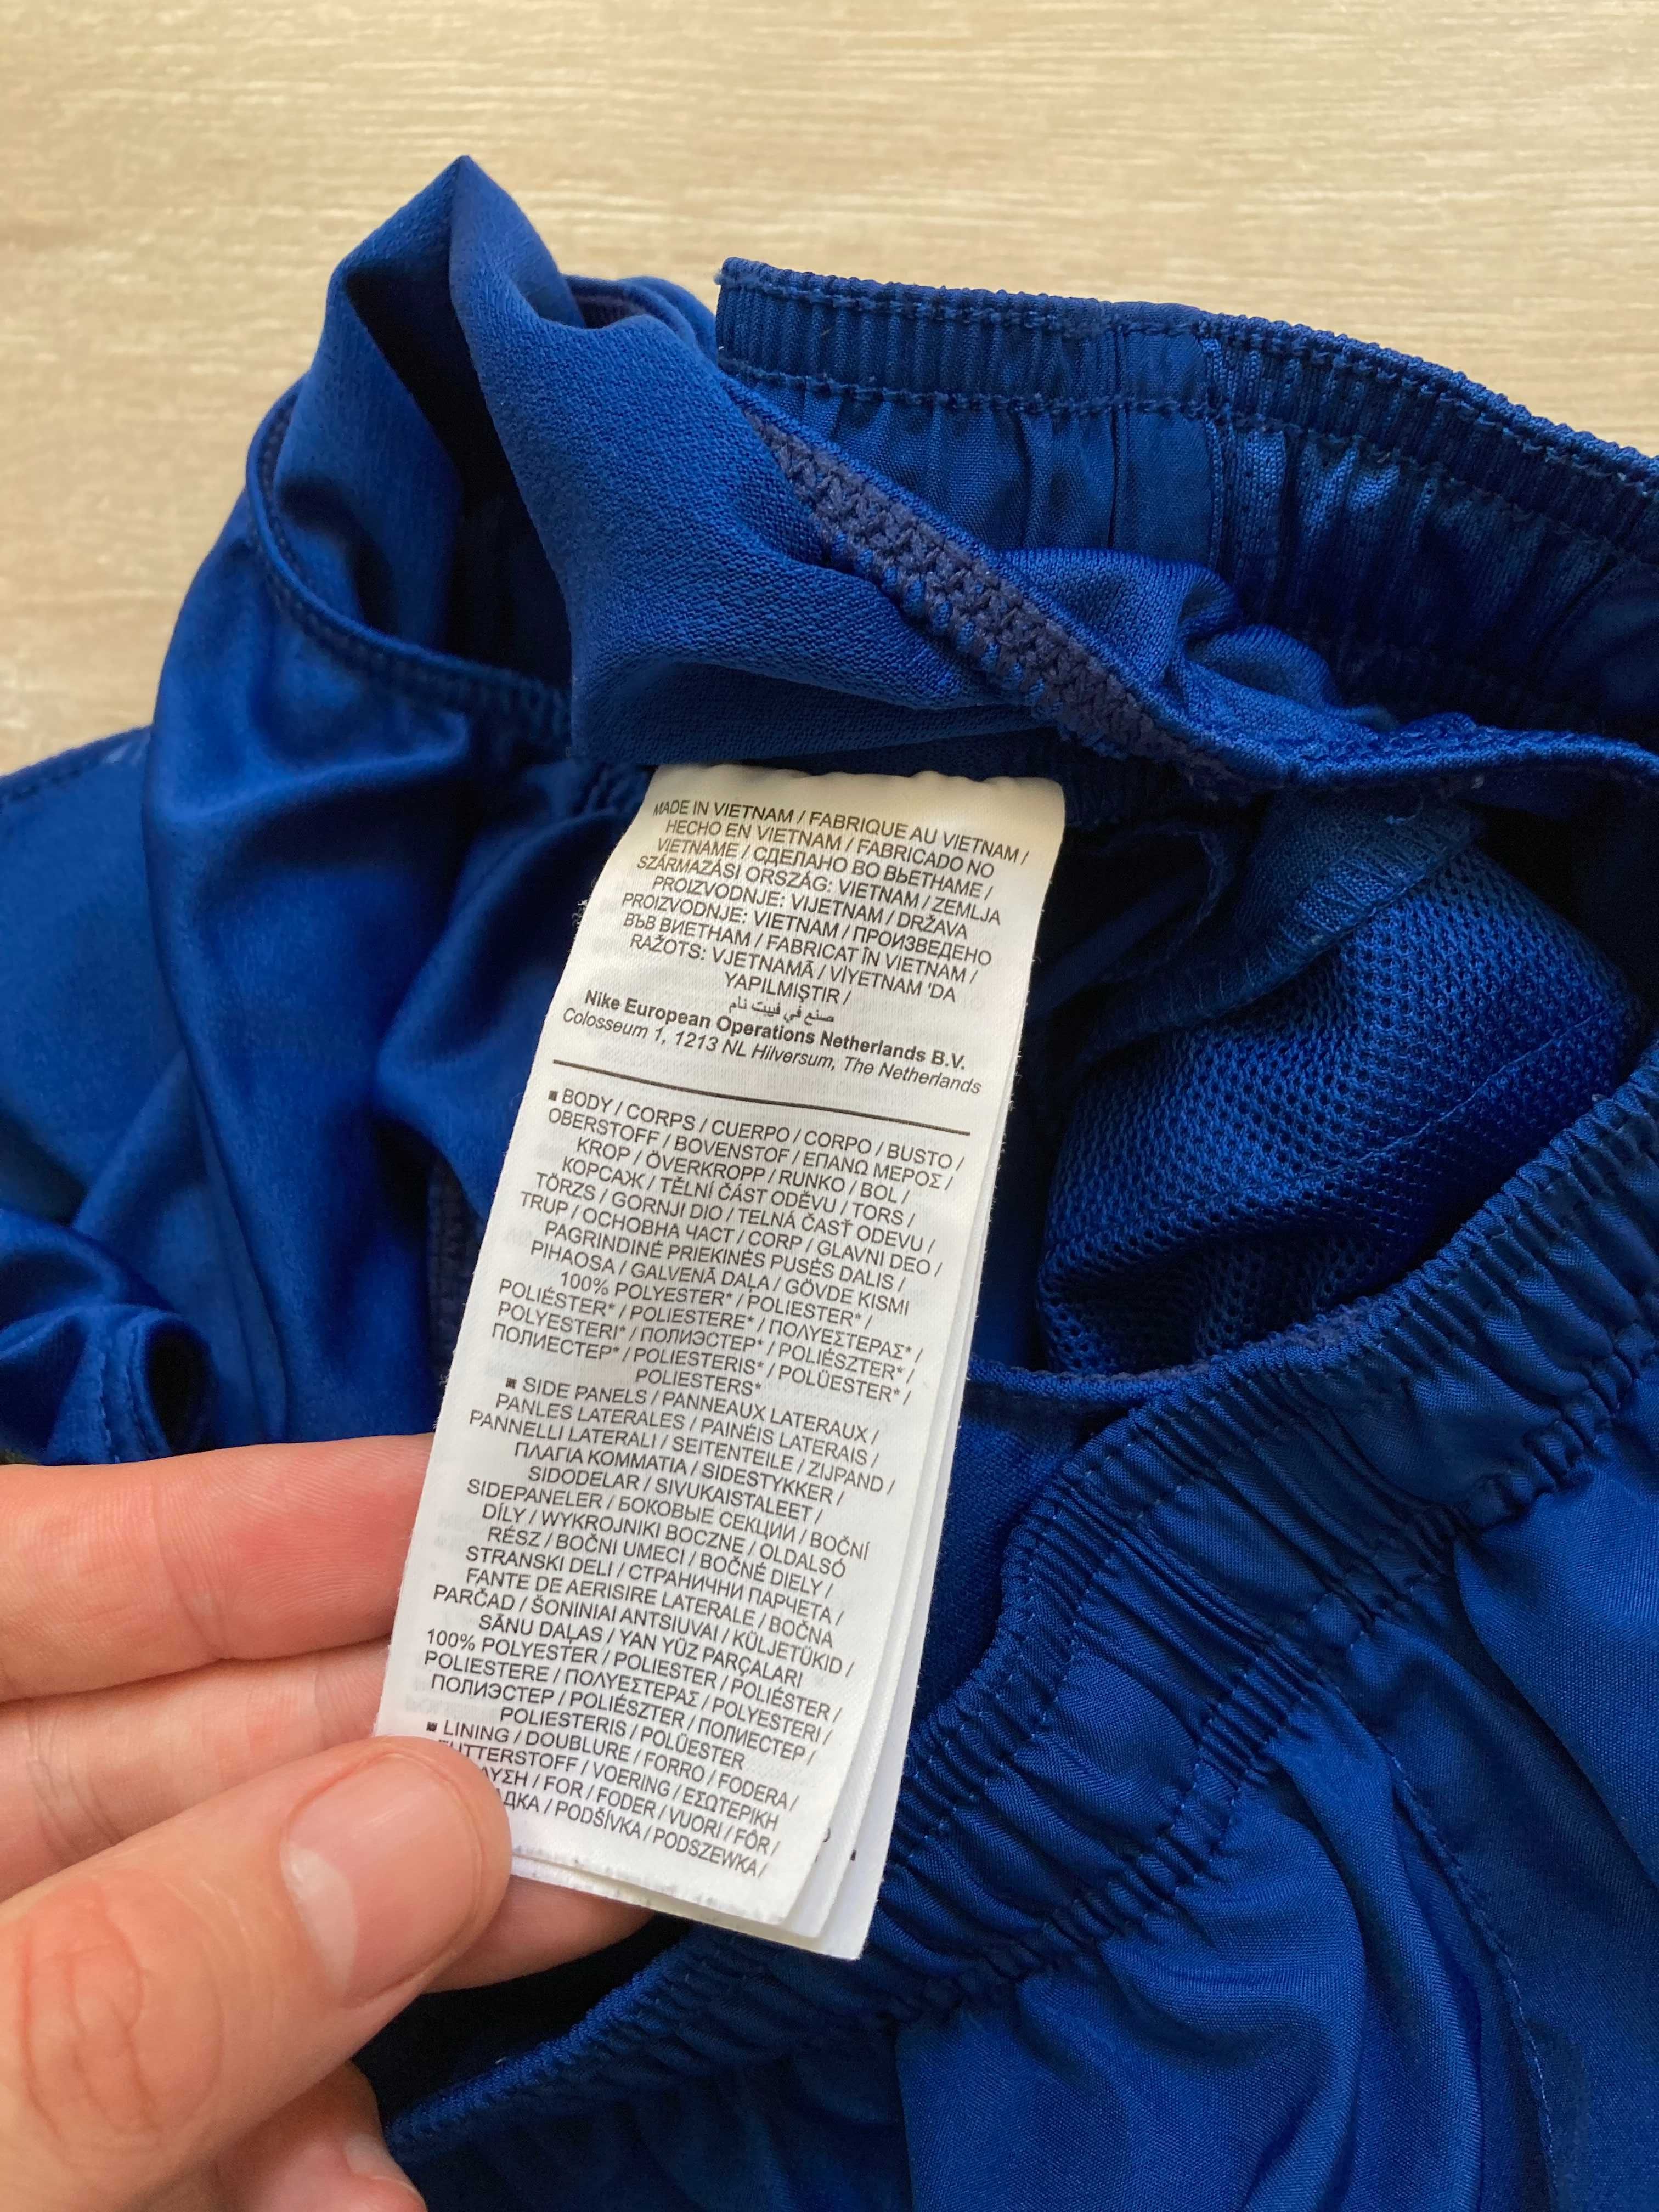 MADE IN VIETNAM / FABRIQUE AU VIETNAM /
HECHO EN VIETNAM / FABRICADO NO
VIETNAME / СДЕЛАНО ВО ВЬЕТНАМЕ /
SZÁRMAZÁSI ORSZÁG: VIETNAM / ZEMLJA
PROIZVODNJE: VIJETNAM / DRŽAVA
PROIZVODNJE: VIETNAM / ПРОИЗВЕДЕНО
ВЪВ ВИЕТНАМ / FABRICAT ÎN VIETNAM /
RAŽOTS: VJETNAMĀ / VİYETNAM 'DA
YAPILMIŞTIR /
صنع في فييت نام
Nike European Operations Netherlands B.V.
Colosseum 1, 1213 NL Hilversum, The Netherlands
■ BODY / CORPS / CUERPO / CORPO / BUSTO /
OBERSTOFF / BOVENSTOF / ΕΠΑΝΩ ΜΕΡΟΣ /
KROP / ÖVERKROPP / RUNKO / BOL /
КОРСАЖ / TĚLNÍ ČÁST ODĚVU / TORS /
TÖRZS / GORNJI DIO / TELNÁ ČASŤ ODEVU /
TRUP / ОСНОВНА ЧАСТ / CORP / GLAVNI DEO /
PAGRINDINĖ PRIEKINĖS PUSĖS DALIS /
PIHAOSA / GALVENĀ DAĻA / GÖVDE KISMI
100% POLYESTER* / POLIESTER* /
POLIÉSTER* / POLIESTERE* / ΠΟΛΥΕΣΤΕΡΑΣ* /
POLYESTERI* / ПОЛИЭСТЕР* / POLIÉSZTER* /
ПОЛИЕСТЕР* / POLIESTERIS* / POLÜESTER* /
POLIESTERS*
■ SIDE PANELS / PANNEAUX LATERAUX /
PANLES LATERALES / PAINÉIS LATERAIS /
PANNELLI LATERALI / SEITENTEILE / ZIJPAND /
ΠΛΑΓΙΑ ΚΟΜΜΑΤΙΑ / SIDESTYKKER /
SIDODELAR / SIVUKAISTALEET /
SIDEPANELER / БОКОВЫЕ СЕКЦИИ / BOČNÍ
DÍLY / WYKROJNIKI BOCZNE / OLDALSÓ
RÉSZ / BOČNI UMECI / BOČNÉ DIELY /
STRANSKI DELI / СТРАНИЧНИ ПАРЧЕТА /
FANTE DE AERISIRE LATERALE / BOČNA
PARČAD / ŠONINIAI ANTSIUVAI / KÜLJETÜKID /
SĀNU DAĻAS / YAN YÜZ PARÇALARI
100% POLYESTER / POLIESTER / POLIÉSTER /
POLIESTERE / ΠΟΛΥΕΣΤΕΡΑΣ / POLYESTERI /
ПОЛИЭСТЕР / POLIÉSZTER / ПОЛИЕСТЕР /
POLIESTERIS / POLÜESTER
■ LINING / DOUBLURE / FORRO / FODERA /
FUTTERSTOFF / VOERING / ΕΣΩΤΕΡΙΚΗ
/ FOR / FODER / VUORI / FÔR /
/ PODŠÍVKA / PODSZEWKA /